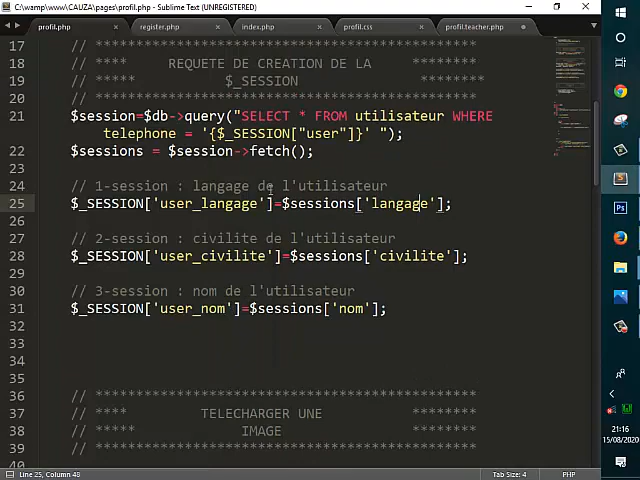 C:\wamp\www\CAUZA\pages\profil.php - Sublime Text (UNREGISTERED)
profil.php register.php index.php profil.css profil.teacher.php
17 // ***********************************************
18 // **** REQUETE DE CREATION DE LA ********
19 // ***** $_SESSION ********
20 // ***********************************************
21 $session=$db->query("SELECT * FROM utilisateur WHERE
telephone = '{$_SESSION["user"]}' ");
22 $sessions = $session->fetch();
23
24 // 1-session : langage de l'utilisateur
25 $_SESSION['user_langage']=$sessions['langage'];
26
27 // 2-session : civilite de l'utilisateur
28 $_SESSION['user_civilite']=$sessions['civilite'];
29
30 // 3-session : nom de l'utilisateur
31 $_SESSION['user_nom']=$sessions['nom'];
32
33
34
35
36 // ***********************************************
37 // **** TELECHARGER UNE ********
38 // ***** IMAGE ********
39 // ***********************************************
40
Line 25, Column 48 Tab Size: 4 PHP
21:16
15/08/2020